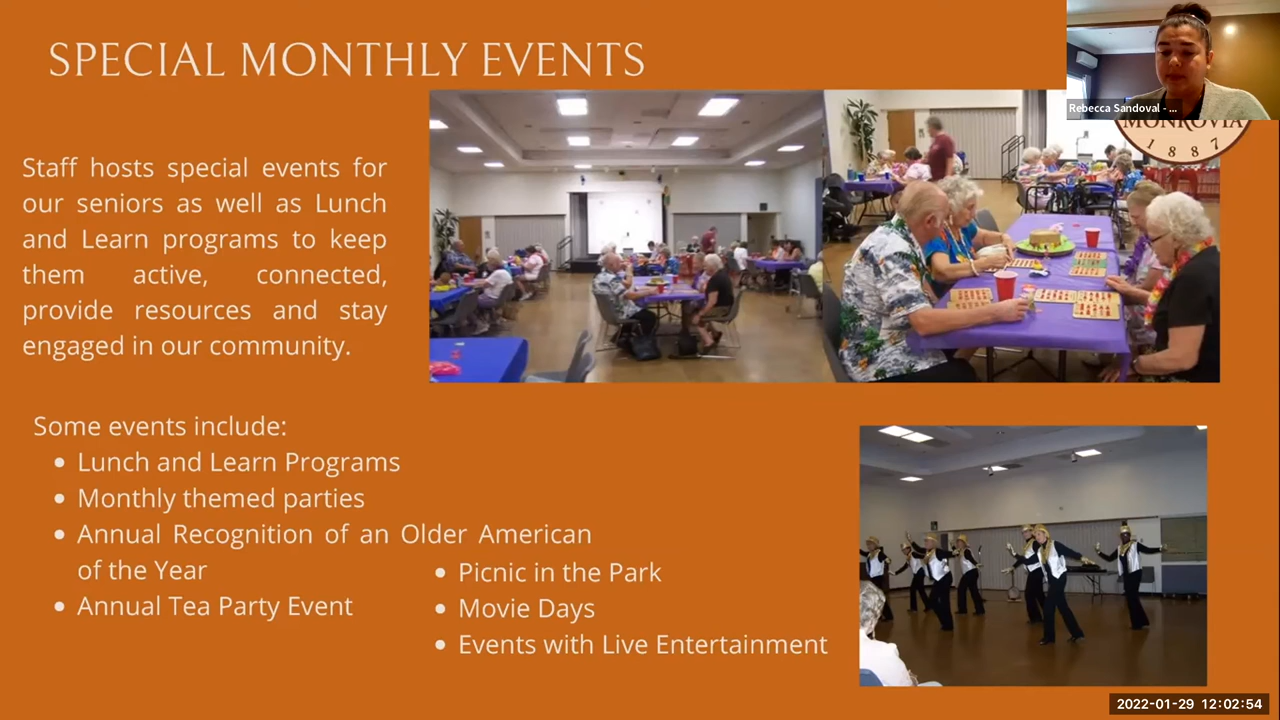 SPECIAL MONTHLY EVENTS
Rebecca Sandoval - ...
MONROVIA
1887
Staff hosts special events for
our seniors as well as Lunch
and Learn programs to keep
them active, connected,
provide resources and stay
engaged in our community.
Some events include:
• Lunch and Learn Programs
• Monthly themed parties
• Annual Recognition of an Older American
of the Year
• Annual Tea Party Event
• Picnic in the Park
• Movie Days
• Events with Live Entertainment
2022-01-29 12:02:54